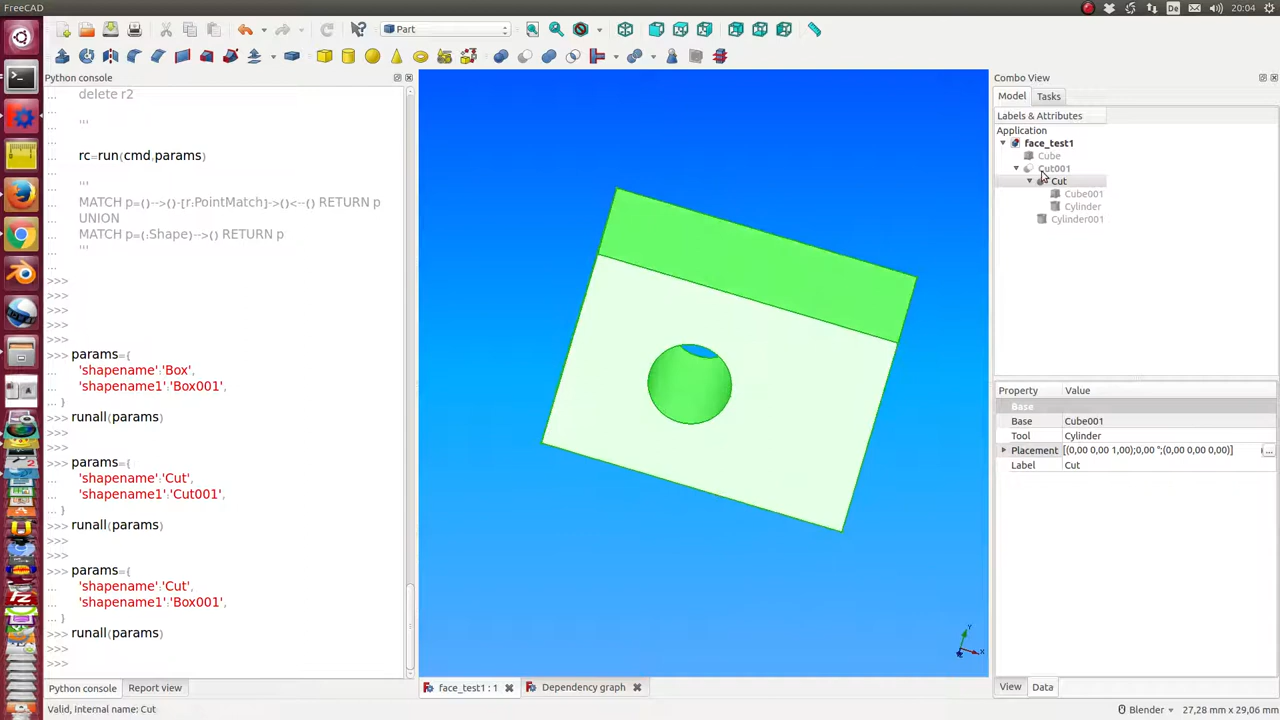 FreeCAD
De
20:04
Part
Python console
Combo View
delete r2
...
'''
rc=run(cmd,params)
'''
MATCH p=()-->()-[r:PointMatch]->()<--() RETURN p
UNION
MATCH p=(:Shape)-->() RETURN p
'''
...
>>>
>>>
>>>
>>>
>>>
>>> params={
... 'shapename':'Box',
... 'shapename1':'Box001',
... }
>>> runall(params)
>>>
>>> params={
... 'shapename':'Cut',
... 'shapename1':'Cut001',
... }
>>> runall(params)
>>>
>>> params={
... 'shapename':'Cut',
... 'shapename1':'Box001',
... }
>>> runall(params)
>>>
>>>
Python console
Report view
Valid, Internal name: Cut
face_test1 : 1
Dependency graph
Y
X
Model
Tasks
Labels & Attributes
Application
face_test1
Cube
Cut001
Cut
Cube001
Cylinder
Cylinder001
Property Value
Base
Base Cube001
Tool Cylinder
Placement [(0,00 0,00 1,00);0,00 °;(0,00 0,00 0,00)] ...
Label Cut
View
Data
Blender
27,28 mm x 29,06 mm